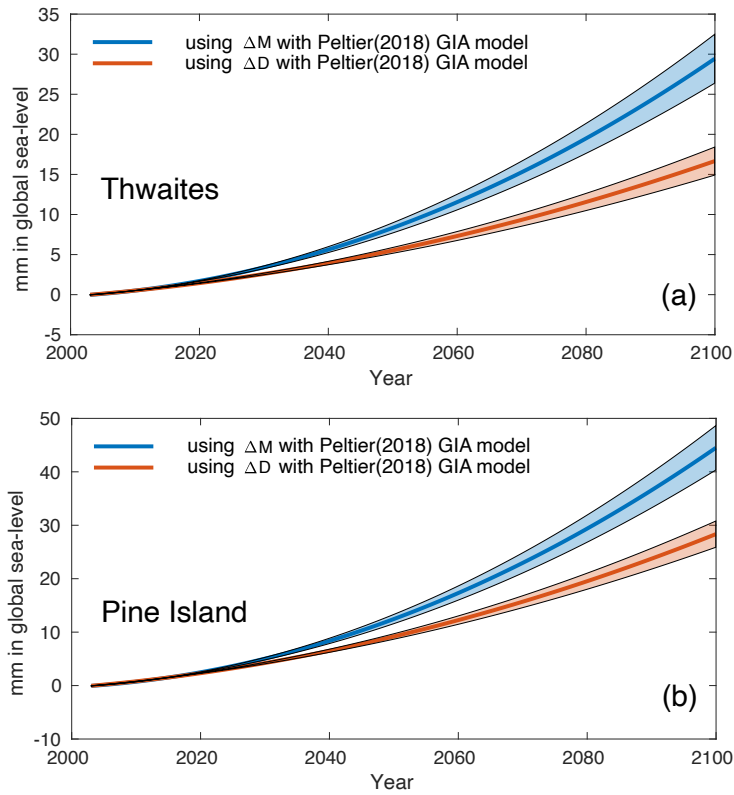 35
30
25
20
15
10
5
0
-5
mm in global sea-level
using ΔM with Peltier(2018) GIA model
using ΔD with Peltier(2018) GIA model
Thwaites
(a)
2000 2020 2040 2060 2080 2100
Year
50
40
30
20
10
0
-10
mm in global sea-level
using ΔM with Peltier(2018) GIA model
using ΔD with Peltier(2018) GIA model
Pine Island
(b)
2000 2020 2040 2060 2080 2100
Year